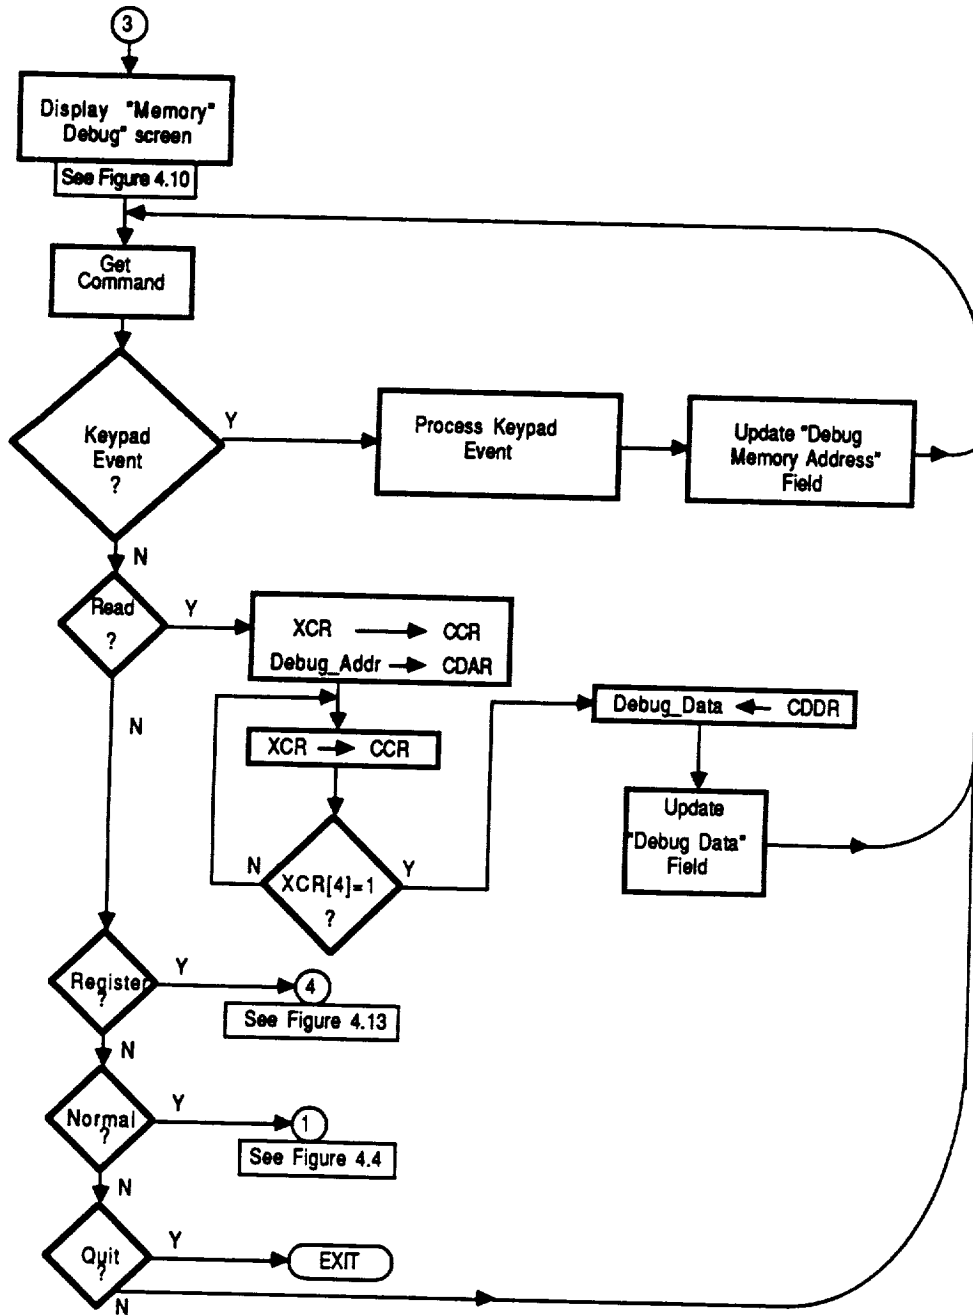 3
Display "Memory"
Debug" screen
See Figure 4.10
Get
Command
Keypad
Event
?
Y
Process Keypad
Event
Update "Debug
Memory Address"
Field
N
Read
?
Y
XCR → CCR
Debug_Addr → CDAR
N
XCR → CCR
Debug_Data ← CDDR
Update
"Debug Data"
Field
N
XCR[4]=1
?
Y
Register
?
Y
4
See Figure 4.13
N
Normal
?
Y
1
See Figure 4.4
N
Quit
?
Y
EXIT
N